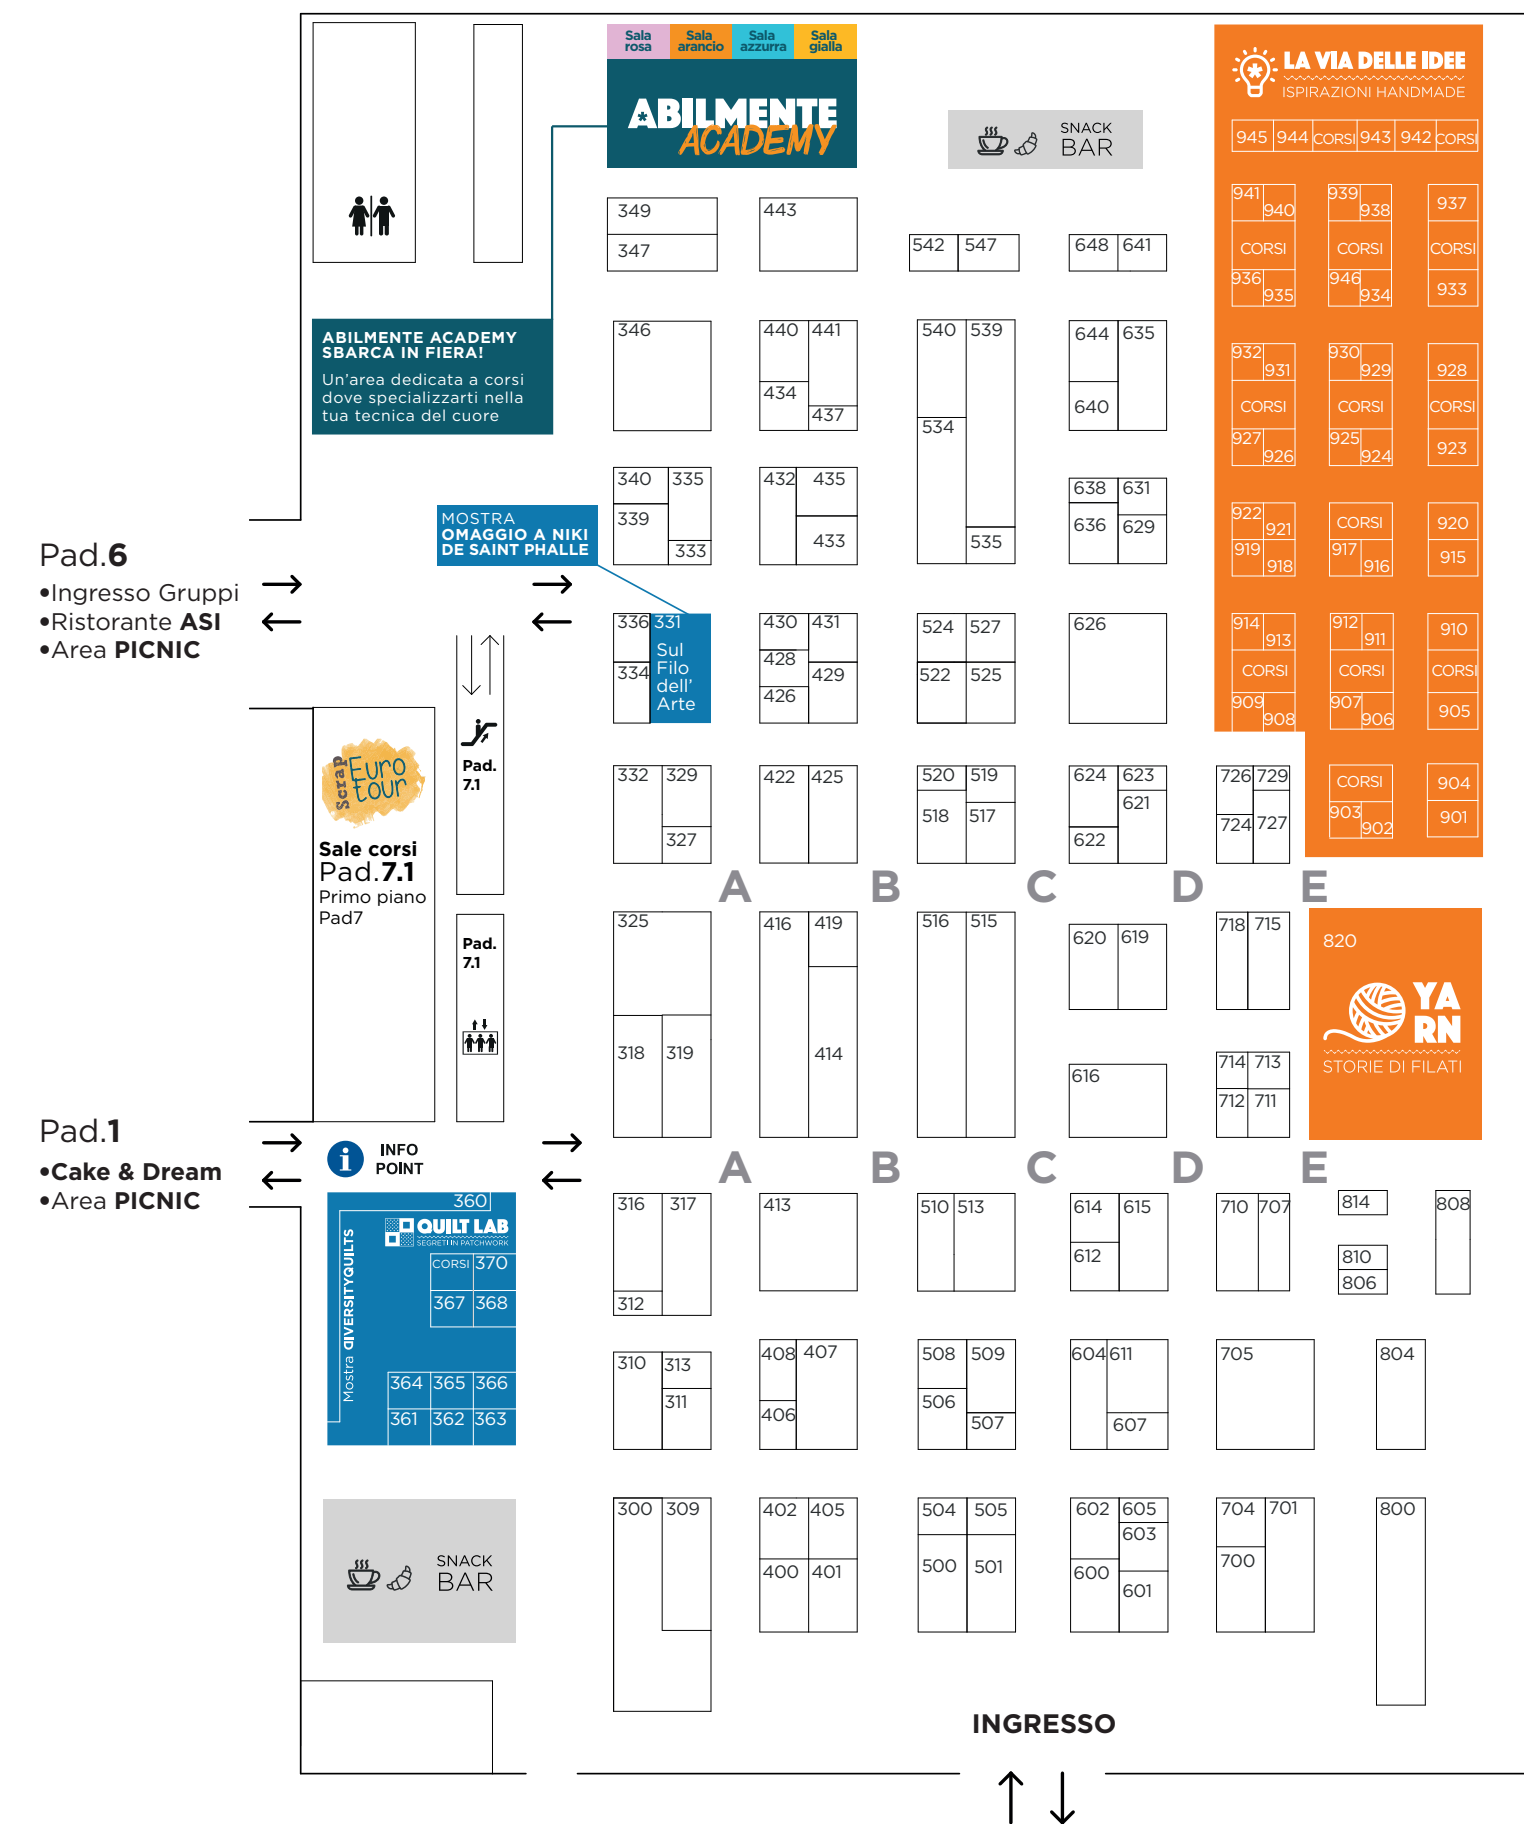 Sala rosa
Sala arancio
Sala azzurra
Sala gialla
ABILMENTE
ACADEMY
SNACK
BAR
LA VIA DELLE IDEE
ISPIRAZIONI HANDMADE
945 944 CORSI 943 942 CORSI
941 940 939 938 937
CORSI CORSI CORSI
936 935 946 934 933
932 931 930 929 928
CORSI CORSI CORSI
927 926 925 924 923
922 921 CORSI 920
919 918 917 916 915
914 913 912 911 910
CORSI CORSI CORSI
909 908 907 906 905
CORSI 904
903 902 901
349 443
347
542 547 648 641
ABILMENTE ACADEMY
SBARCA IN FIERA!
Un'area dedicata a corsi
dove specializzarti nella
tua tecnica del cuore
346 440 441 540 539 644 635
434 437 534 640
340 335 432 435 638 631
339 333 433 535 636 629
MOSTRA
OMAGGIO A NIKI
DE SAINT PHALLE
Pad.6
•Ingresso Gruppi
•Ristorante ASI
•Area PICNIC
336 331 430 431 524 527 626
Sul
Filo
dell'
Arte
334 428 429 522 525
426
Pad.
7.1
Scrap
Euro
tour
Sale corsi
Pad.7.1
Primo piano
Pad7
332 329 422 425 520 519 624 623 726 729
327 518 517 622 621 724 727
A B C D E
Pad.
7.1
325 416 419 516 515 620 619 718 715 820
YA
RN
STORIE DI FILATI
318 319 414 616 714 713
712 711
Pad.1
•Cake & Dream
•Area PICNIC
i
INFO
POINT
A B C D E
360
QUILT LAB
SEGRETI IN PATCHWORK
Mostra DIVERSITYQUILTS
CORSI 370
367 368
364 365 366
361 362 363
316 317 413 510 513 614 615 710 707 814 808
312 612 810
806
310 313 408 407 508 509 604 611 705 804
311 406 506 507 607
300 309 402 405 504 505 602 605 704 701 800
603
400 401 500 501 600 601 700
SNACK
BAR
INGRESSO